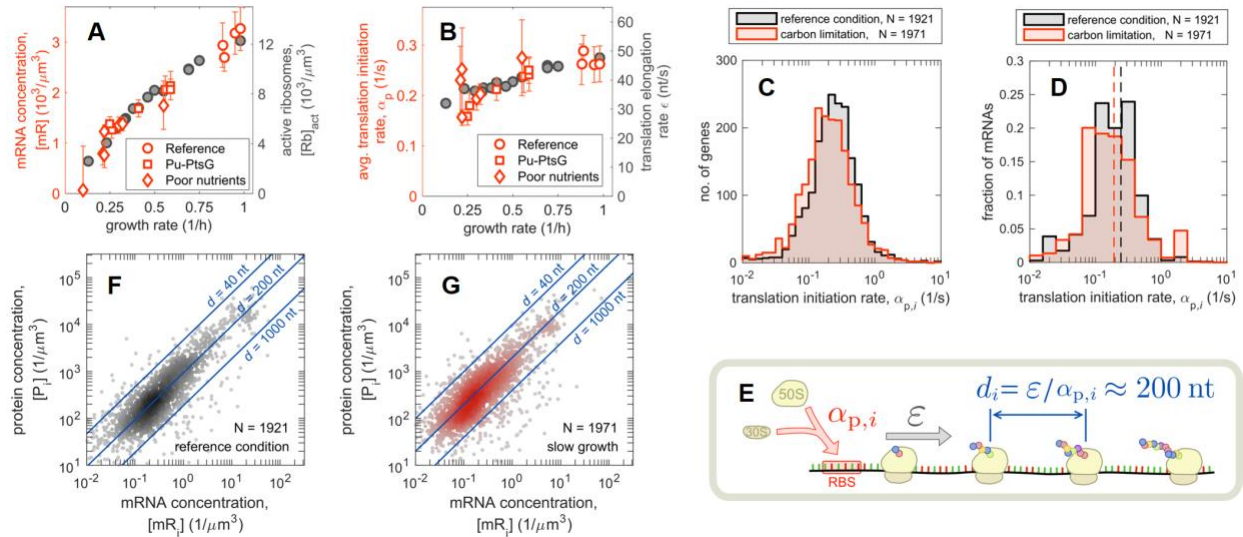 A
mRNA concentration,
[mR] (10³/μm³)
3
2
1
0
12
8
4
0
active ribosomes,
[Rb]act (10³/μm³)
Reference
Pu-PtsG
Poor nutrients
0 0.25 0.5 0.75 1
growth rate (1/h)
B
avg. translation initiation
rate, αp (1/s)
0.3
0.2
0.1
0
60
50
40
30
20
10
0
translation elongation
rate ε (nt/s)
Reference
Pu-PtsG
Poor nutrients
0 0.25 0.5 0.75 1
growth rate (1/h)
reference condition, N = 1921
carbon limitation, N = 1971
C
no. of genes
300
200
100
0
10⁻² 10⁻¹ 10⁰ 10¹
translation initiation rate, αp,i (1/s)
reference condition, N = 1921
carbon limitation, N = 1971
D
fraction of mRNAs
0.3
0.25
0.2
0.15
0.1
0.05
0
10⁻² 10⁻¹ 10⁰ 10¹
translation initiation rate, αp,i (1/s)
F
protein concentration,
[Pi] (1/μm³)
10⁵
10⁴
10³
10²
10¹
d = 40 nt
d = 200 nt
d = 1000 nt
N = 1921
reference condition
10⁻² 10⁻¹ 10⁰ 10¹ 10²
mRNA concentration,
[mRi] (1/μm³)
G
protein concentration,
[Pi] (1/μm³)
10⁵
10⁴
10³
10²
10¹
d = 40 nt
d = 200 nt
d = 1000 nt
N = 1971
slow growth
10⁻² 10⁻¹ 10⁰ 10¹ 10²
mRNA concentration,
[mRi] (1/μm³)
E
50S
30S
αp,i
ε
di = ε/αp,i ≈ 200 nt
RBS